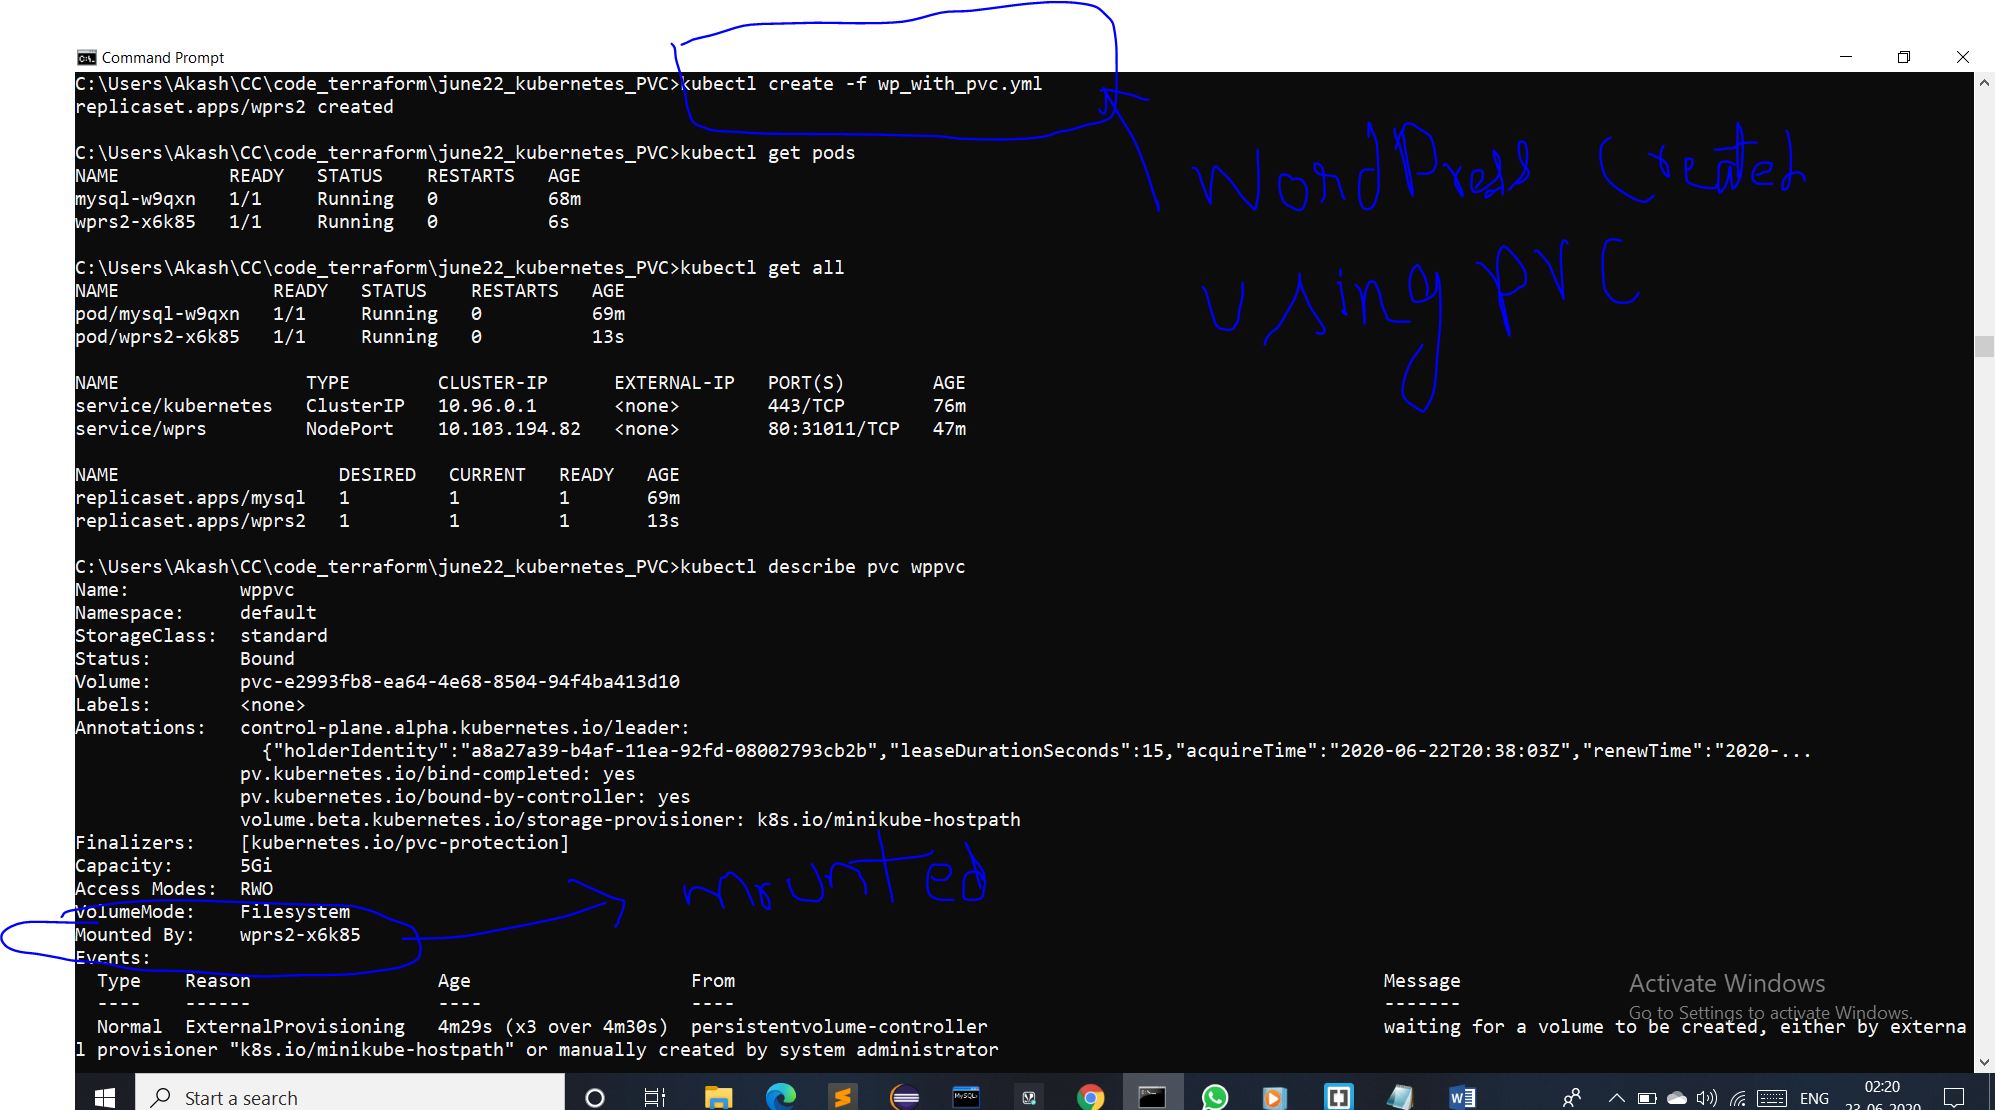 Command Prompt
C:\Users\Akash\CC\code_terraform\june22_kubernetes_PVC>kubectl create -f wp_with_pvc.yml
replicaset.apps/wprs2 created
C:\Users\Akash\CC\code_terraform\june22_kubernetes_PVC>kubectl get pods
NAME READY STATUS RESTARTS AGE
mysql-w9qxn 1/1 Running 0 68m
wprs2-x6k85 1/1 Running 0 6s
WordPress Created
using PVC
C:\Users\Akash\CC\code_terraform\june22_kubernetes_PVC>kubectl get all
NAME READY STATUS RESTARTS AGE
pod/mysql-w9qxn 1/1 Running 0 69m
pod/wprs2-x6k85 1/1 Running 0 13s
NAME TYPE CLUSTER-IP EXTERNAL-IP PORT(S) AGE
service/kubernetes ClusterIP 10.96.0.1 <none> 443/TCP 76m
service/wprs NodePort 10.103.194.82 <none> 80:31011/TCP 47m
NAME DESIRED CURRENT READY AGE
replicaset.apps/mysql 1 1 1 69m
replicaset.apps/wprs2 1 1 1 13s
C:\Users\Akash\CC\code_terraform\june22_kubernetes_PVC>kubectl describe pvc wppvc
Name: wppvc
Namespace: default
StorageClass: standard
Status: Bound
Volume: pvc-e2993fb8-ea64-4e68-8504-94f4ba413d10
Labels: <none>
Annotations: control-plane.alpha.kubernetes.io/leader:
{"holderIdentity":"a8a27a39-b4af-11ea-92fd-08002793cb2b","leaseDurationSeconds":15,"acquireTime":"2020-06-22T20:38:03Z","renewTime":"2020-...
pv.kubernetes.io/bind-completed: yes
pv.kubernetes.io/bound-by-controller: yes
volume.beta.kubernetes.io/storage-provisioner: k8s.io/minikube-hostpath
Finalizers: [kubernetes.io/pvc-protection]
Capacity: 5Gi
Access Modes: RWO
mounted
VolumeMode: Filesystem
Mounted By: wprs2-x6k85
Events:
Type Reason Age From Message
---- ------ ---- ---- -------
Normal ExternalProvisioning 4m29s (x3 over 4m30s) persistentvolume-controller waiting for a volume to be created, either by externa
l provisioner "k8s.io/minikube-hostpath" or manually created by system administrator
Activate Windows
Go to Settings to activate Windows.
Start a search
MySQL
ENG
02:20
23-06-2020